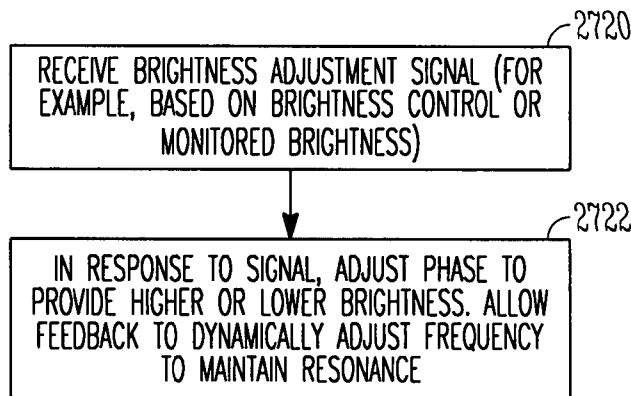 2720
RECEIVE BRIGHTNESS ADJUSTMENT SIGNAL (FOR
EXAMPLE, BASED ON BRIGHTNESS CONTROL OR
MONITORED BRIGHTNESS)
2722
IN RESPONSE TO SIGNAL, ADJUST PHASE TO
PROVIDE HIGHER OR LOWER BRIGHTNESS. ALLOW
FEEDBACK TO DYNAMICALLY ADJUST FREQUENCY
TO MAINTAIN RESONANCE